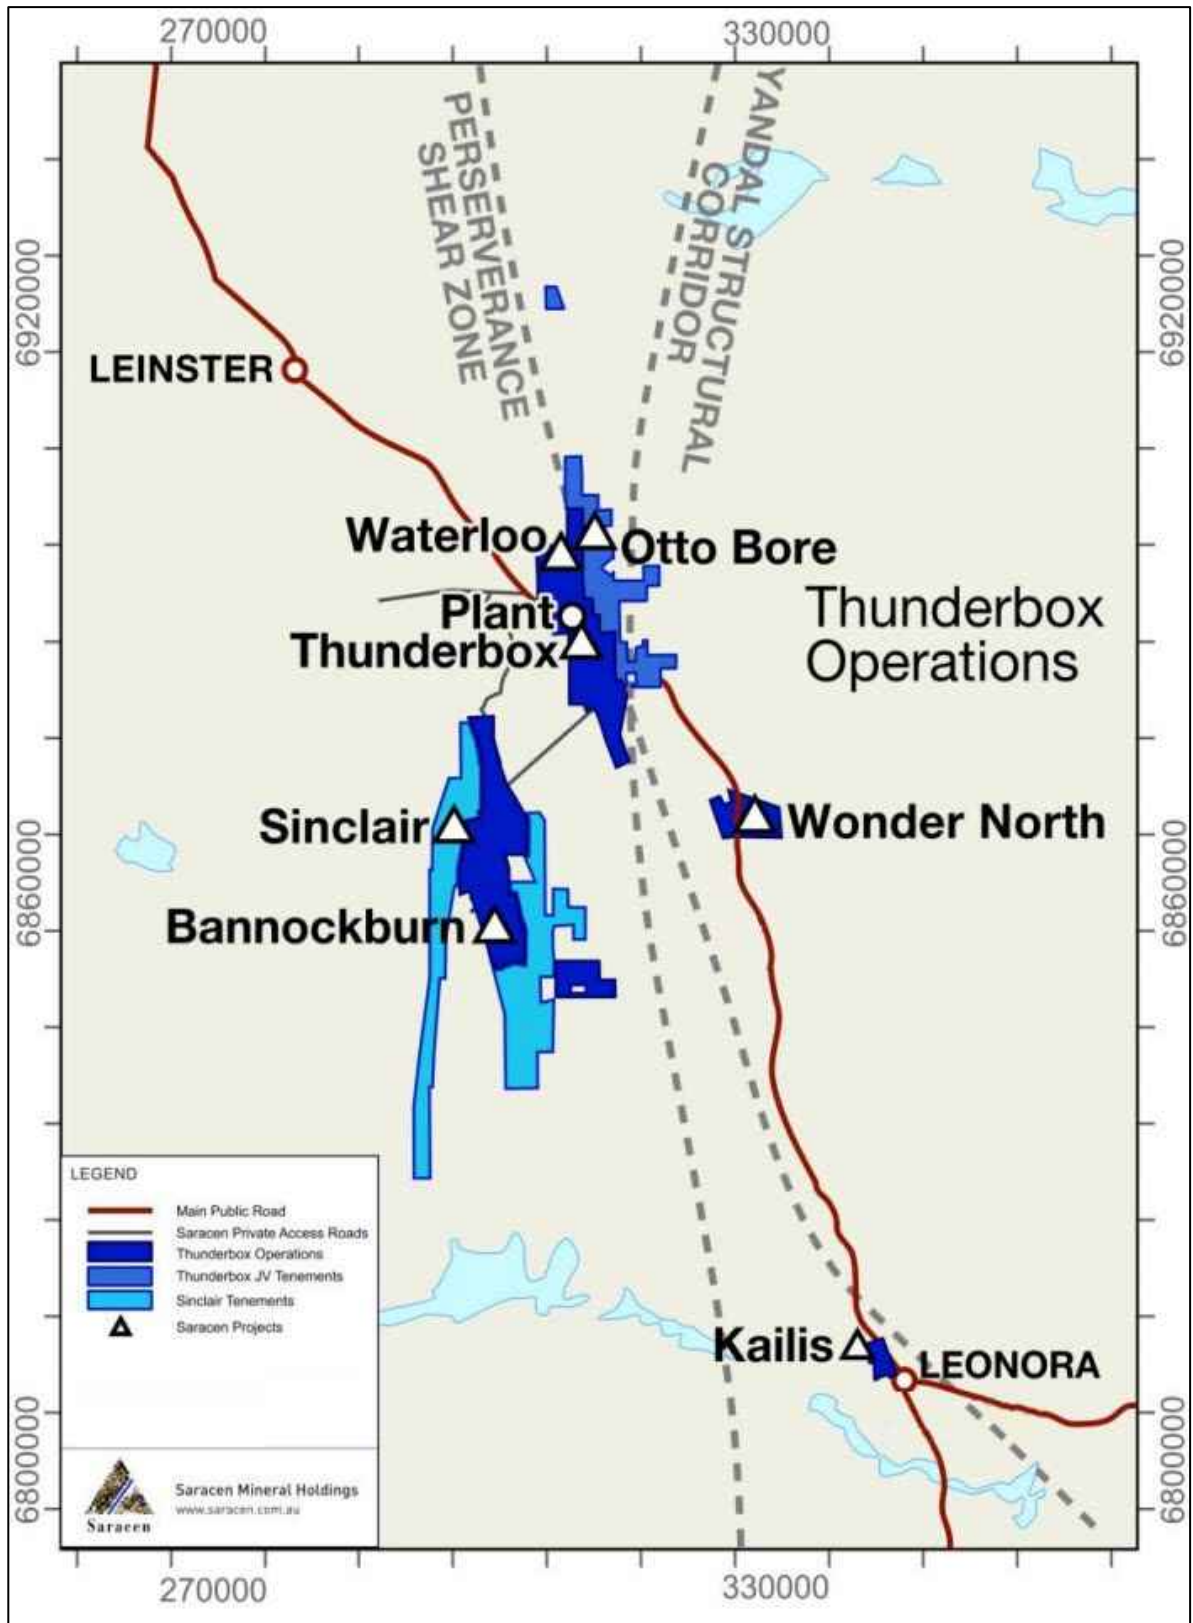 270000
330000
PERSERVERANCE
SHEAR ZONE
YANDAL STRUCTURAL
CORRIDOR
6920000
6920000
LEINSTER
Waterloo
Otto Bore
Plant
Thunderbox
Thunderbox
Operations
Sinclair
Wonder North
Bannockburn
6860000
6860000
LEGEND
Main Public Road
Saracen Private Access Roads
Thunderbox Operations
Thunderbox JV Tenements
Sinclair Tenements
Saracen Projects
Kailis
LEONORA
6800000
6800000
Saracen
Saracen Mineral Holdings
www.saracen.com.au
270000
330000